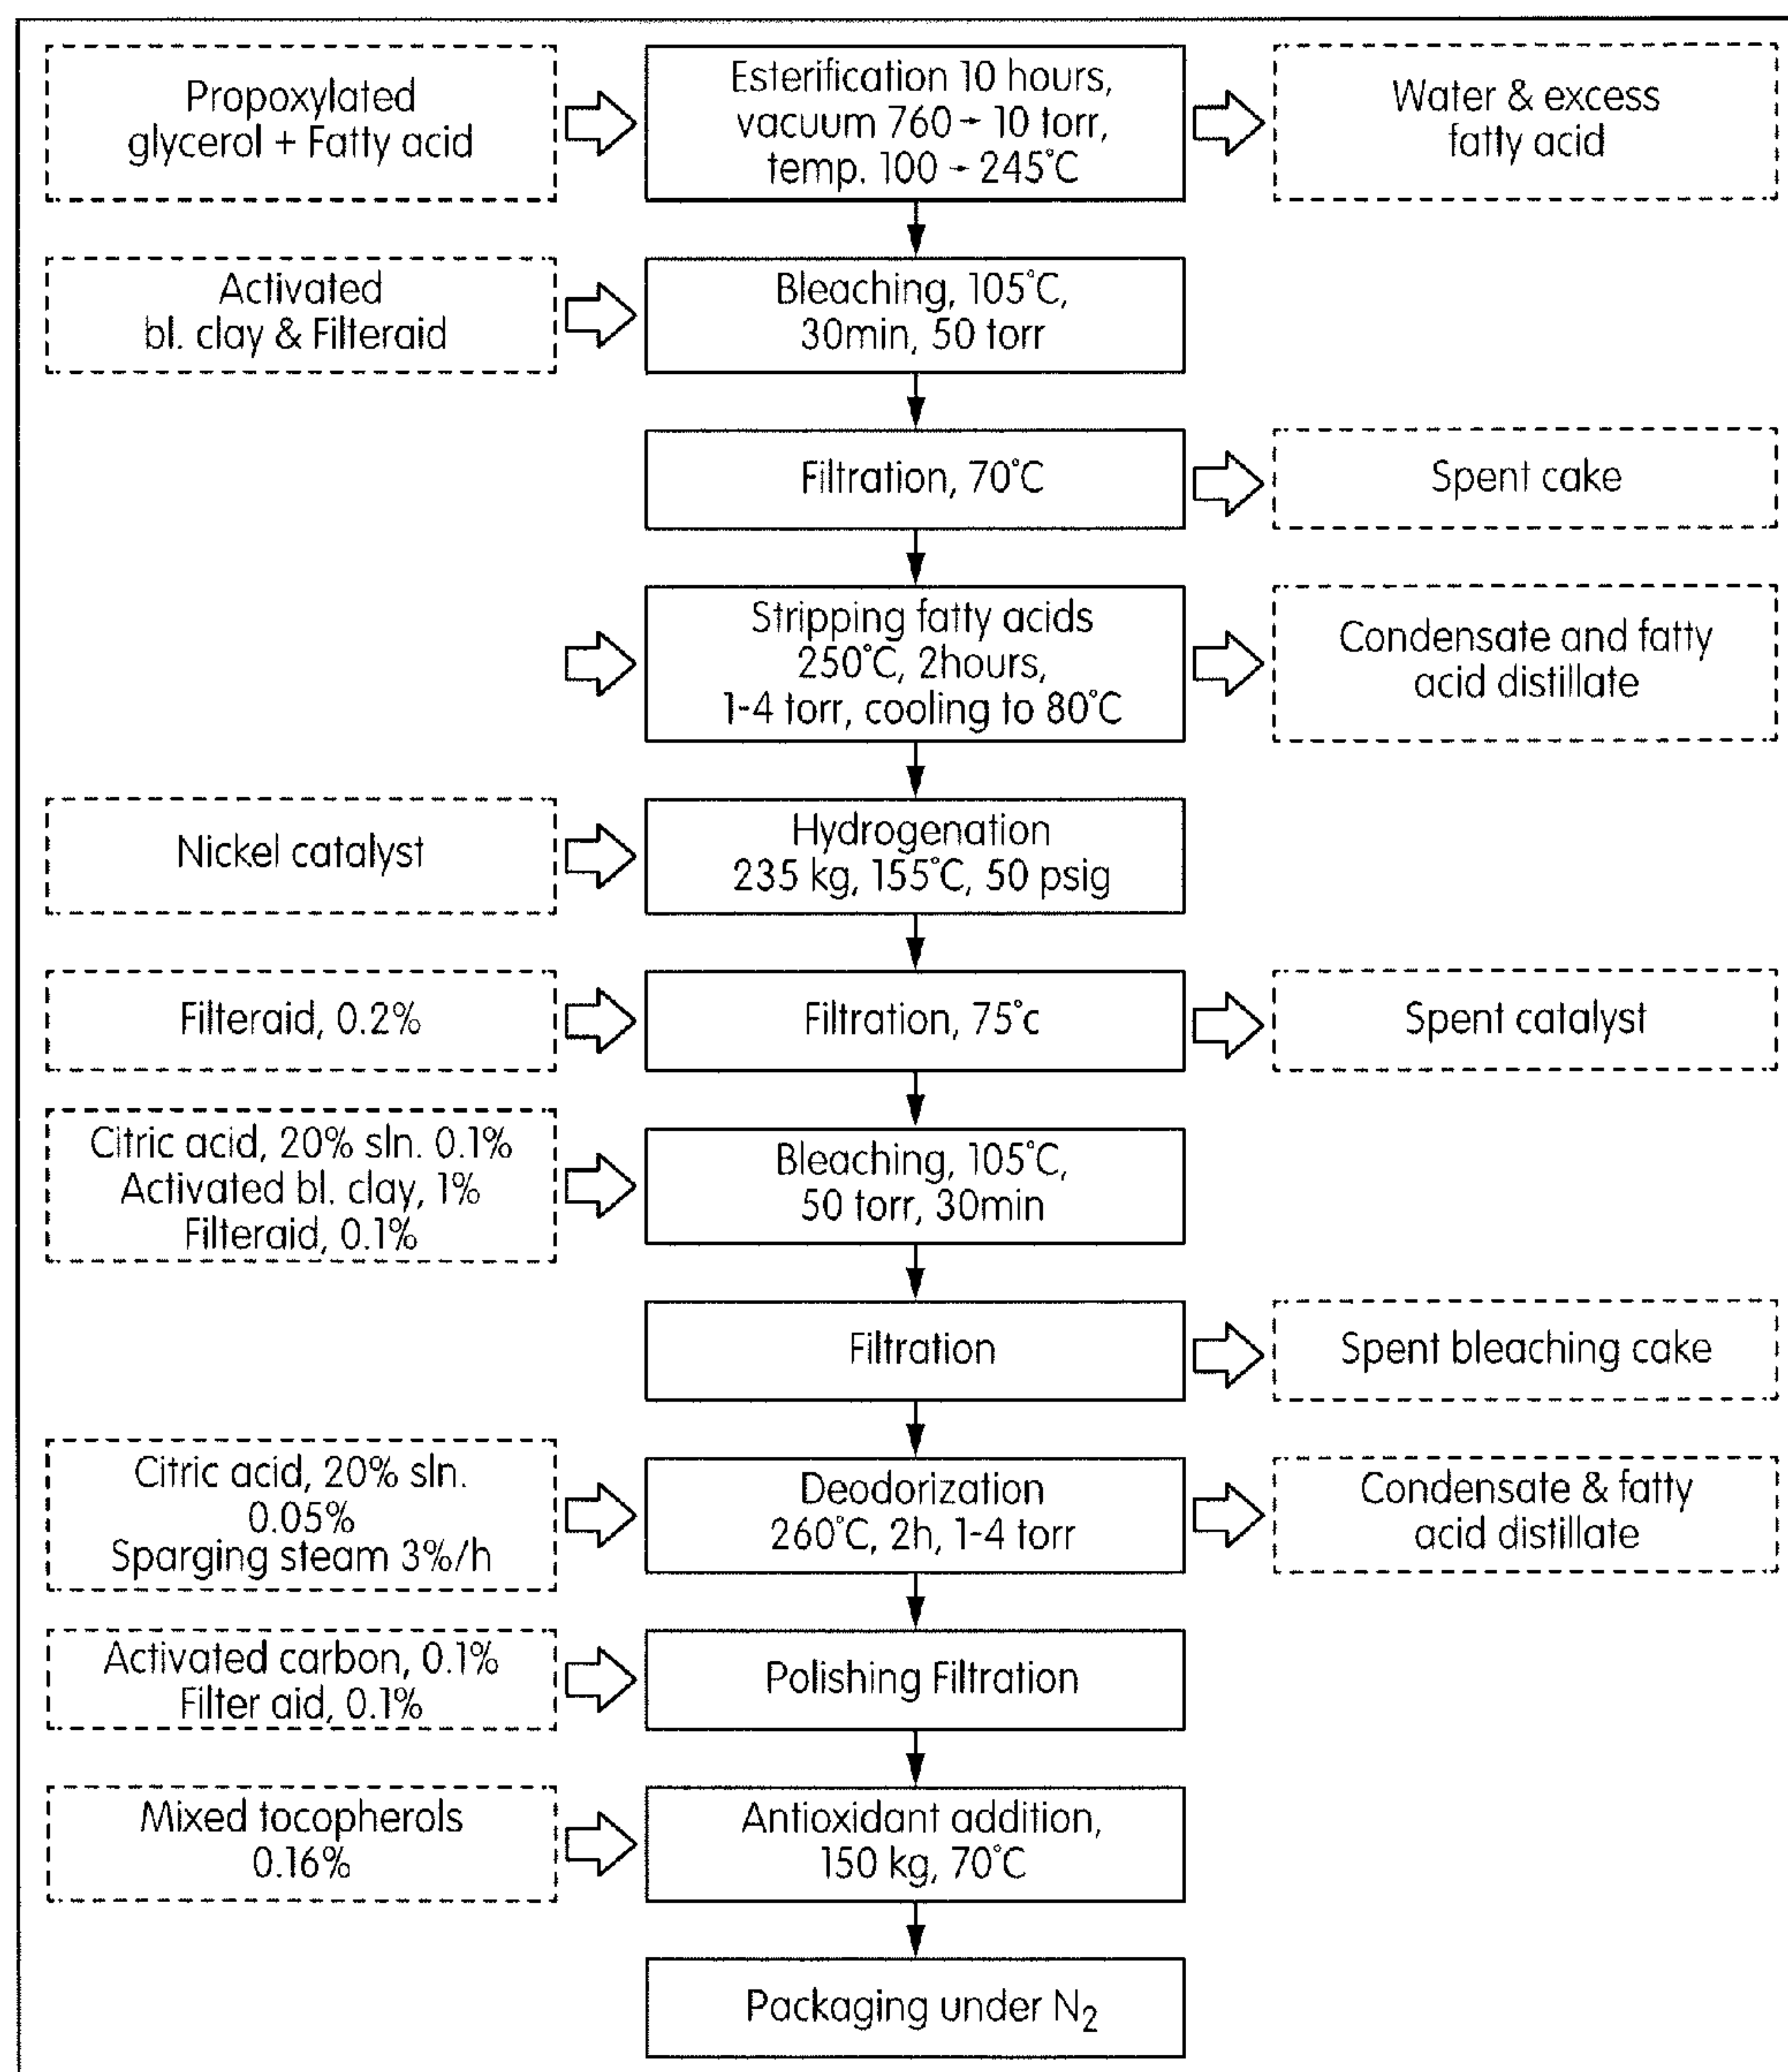 Propoxylated
glycerol + Fatty acid
Esterification 10 hours,
vacuum 760 → 10 torr,
temp. 100 → 245°C
Water & excess
fatty acid
Activated
bl. clay & Filteraid
Bleaching, 105°C,
30min, 50 torr
Filtration, 70°C
Spent cake
Stripping fatty acids
250°C, 2hours,
1-4 torr, cooling to 80°C
Condensate and fatty
acid distillate
Nickel catalyst
Hydrogenation
235 kg, 155°C, 50 psig
Filteraid, 0.2%
Filtration, 75°c
Spent catalyst
Citric acid, 20% sln. 0.1%
Activated bl. clay, 1%
Filteraid, 0.1%
Bleaching, 105°C,
50 torr, 30min
Filtration
Spent bleaching cake
Citric acid, 20% sln.
0.05%
Sparging steam 3%/h
Deodorization
260°C, 2h, 1-4 torr
Condensate & fatty
acid distillate
Activated carbon, 0.1%
Filter aid, 0.1%
Polishing Filtration
Mixed tocopherols
0.16%
Antioxidant addition,
150 kg, 70°C
Packaging under N₂